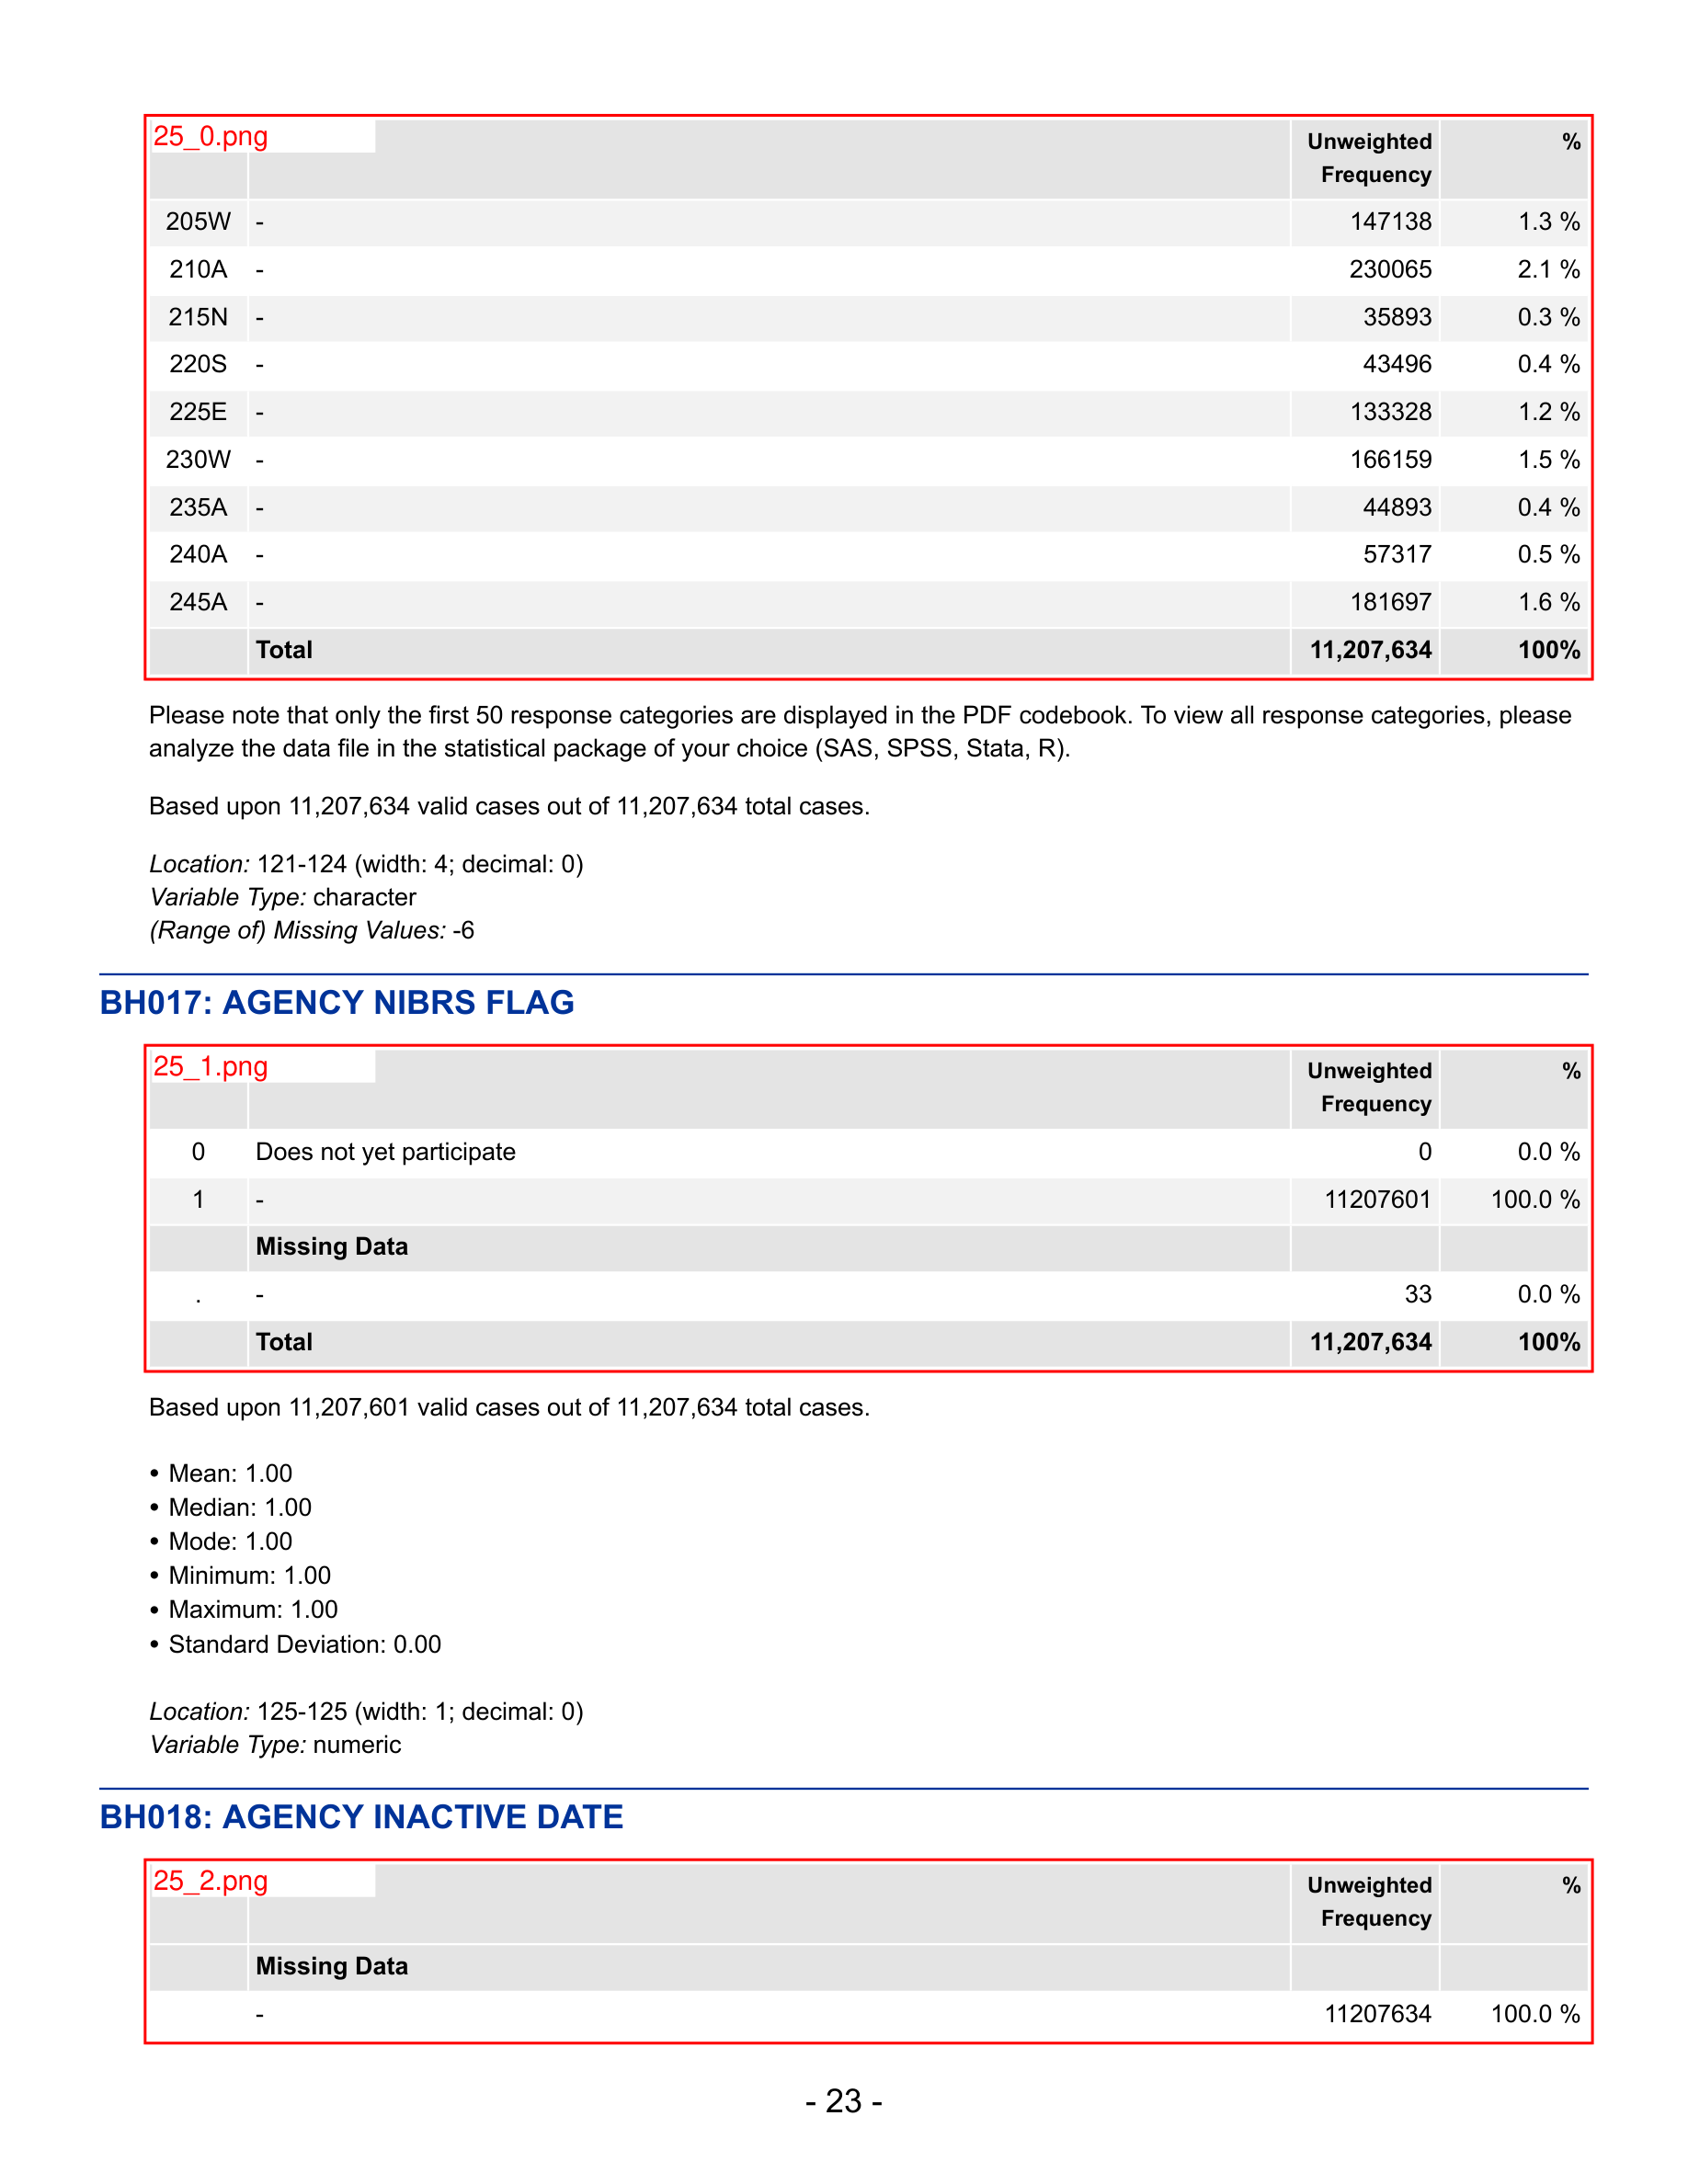 25_0.png
Unweighted %
Frequency
205W - 147138 1.3 %
210A - 230065 2.1 %
215N - 35893 0.3 %
220S - 43496 0.4 %
225E - 133328 1.2 %
230W - 166159 1.5 %
235A - 44893 0.4 %
240A - 57317 0.5 %
245A - 181697 1.6 %
Total 11,207,634 100%
Please note that only the first 50 response categories are displayed in the PDF codebook. To view all response categories, please
analyze the data file in the statistical package of your choice (SAS, SPSS, Stata, R).
Based upon 11,207,634 valid cases out of 11,207,634 total cases.
Location: 121-124 (width: 4; decimal: 0)
Variable Type: character
(Range of) Missing Values: -6
BH017: AGENCY NIBRS FLAG
25_1.png
Unweighted %
Frequency
0 Does not yet participate 0 0.0 %
1 - 11207601 100.0 %
Missing Data
. - 33 0.0 %
Total 11,207,634 100%
Based upon 11,207,601 valid cases out of 11,207,634 total cases.
• Mean: 1.00
• Median: 1.00
• Mode: 1.00
• Minimum: 1.00
• Maximum: 1.00
• Standard Deviation: 0.00
Location: 125-125 (width: 1; decimal: 0)
Variable Type: numeric
BH018: AGENCY INACTIVE DATE
25_2.png
Unweighted %
Frequency
Missing Data
- 11207634 100.0 %
- 23 -